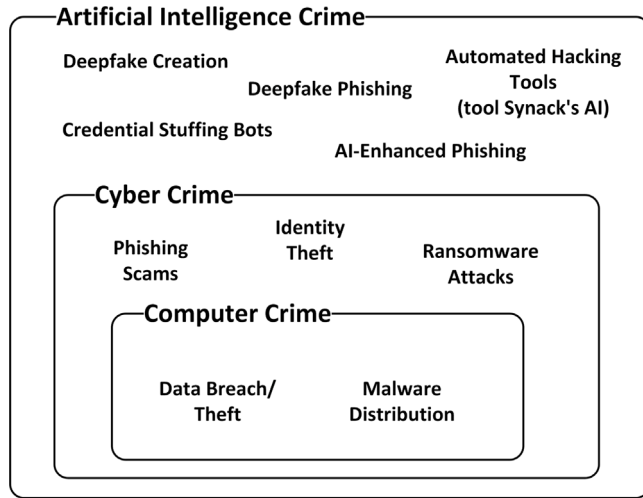 Artificial Intelligence Crime
Deepfake Creation
Deepfake Phishing
Automated Hacking
Tools
(tool Synack's AI)
Credential Stuffing Bots
AI-Enhanced Phishing
Cyber Crime
Phishing
Scams
Identity
Theft
Ransomware
Attacks
Computer Crime
Data Breach/
Theft
Malware
Distribution